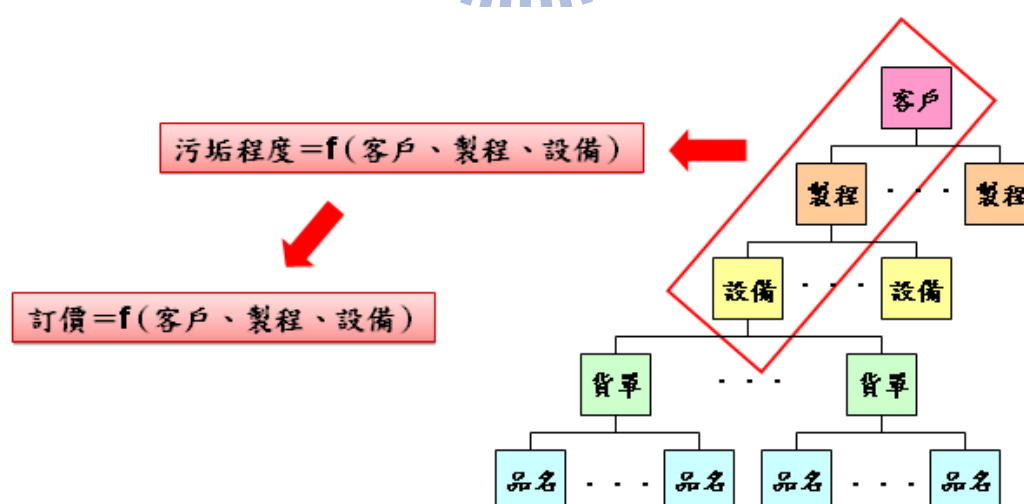 客戶
污垢程度=f(客戶、製程、設備)
製程 . . . 製程
設備 . . . 設備
訂價=f(客戶、製程、設備)
貨單 . . . 貨單
品名 . . . 品名 品名 . . . 品名